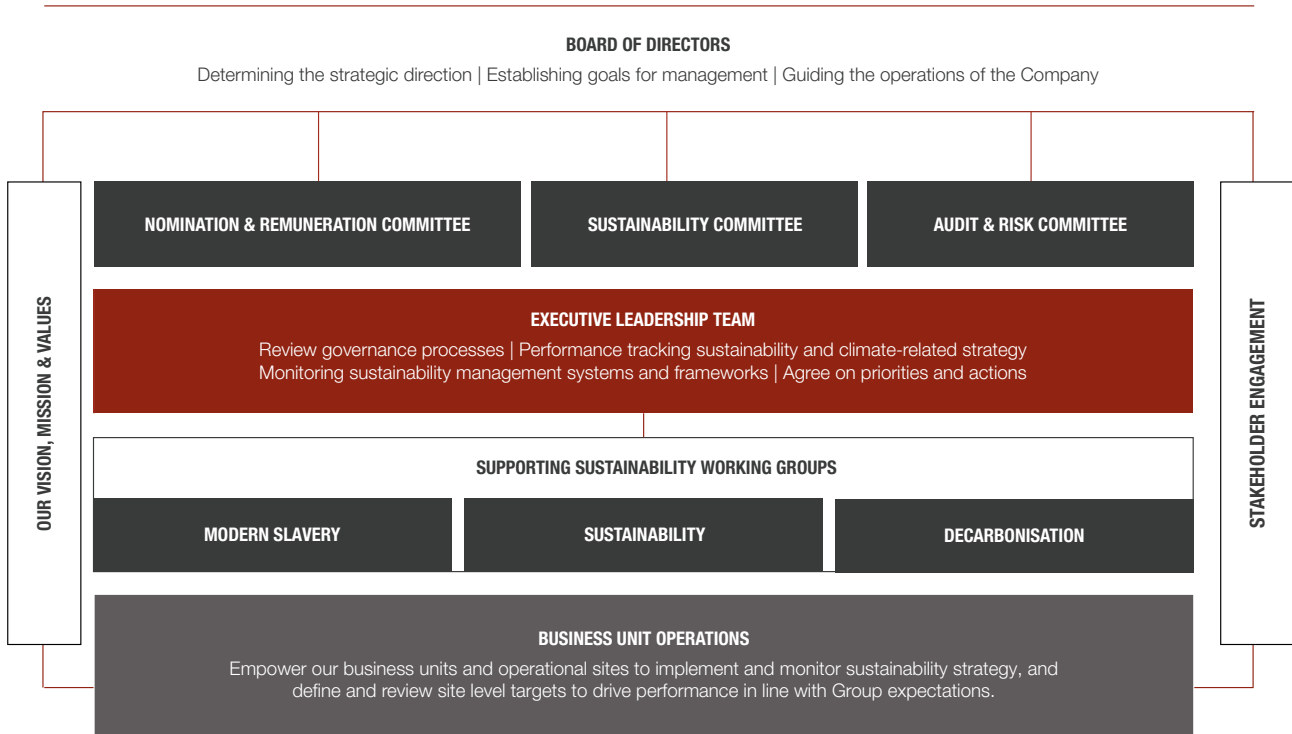 BOARD OF DIRECTORS
Determining the strategic direction | Establishing goals for management | Guiding the operations of the Company
OUR VISION, MISSION & VALUES
NOMINATION & REMUNERATION COMMITTEE
SUSTAINABILITY COMMITTEE
AUDIT & RISK COMMITTEE
EXECUTIVE LEADERSHIP TEAM
Review governance processes | Performance tracking sustainability and climate-related strategy
Monitoring sustainability management systems and frameworks | Agree on priorities and actions
SUPPORTING SUSTAINABILITY WORKING GROUPS
MODERN SLAVERY
SUSTAINABILITY
DECARBONISATION
BUSINESS UNIT OPERATIONS
Empower our business units and operational sites to implement and monitor sustainability strategy, and
define and review site level targets to drive performance in line with Group expectations.
STAKEHOLDER ENGAGEMENT